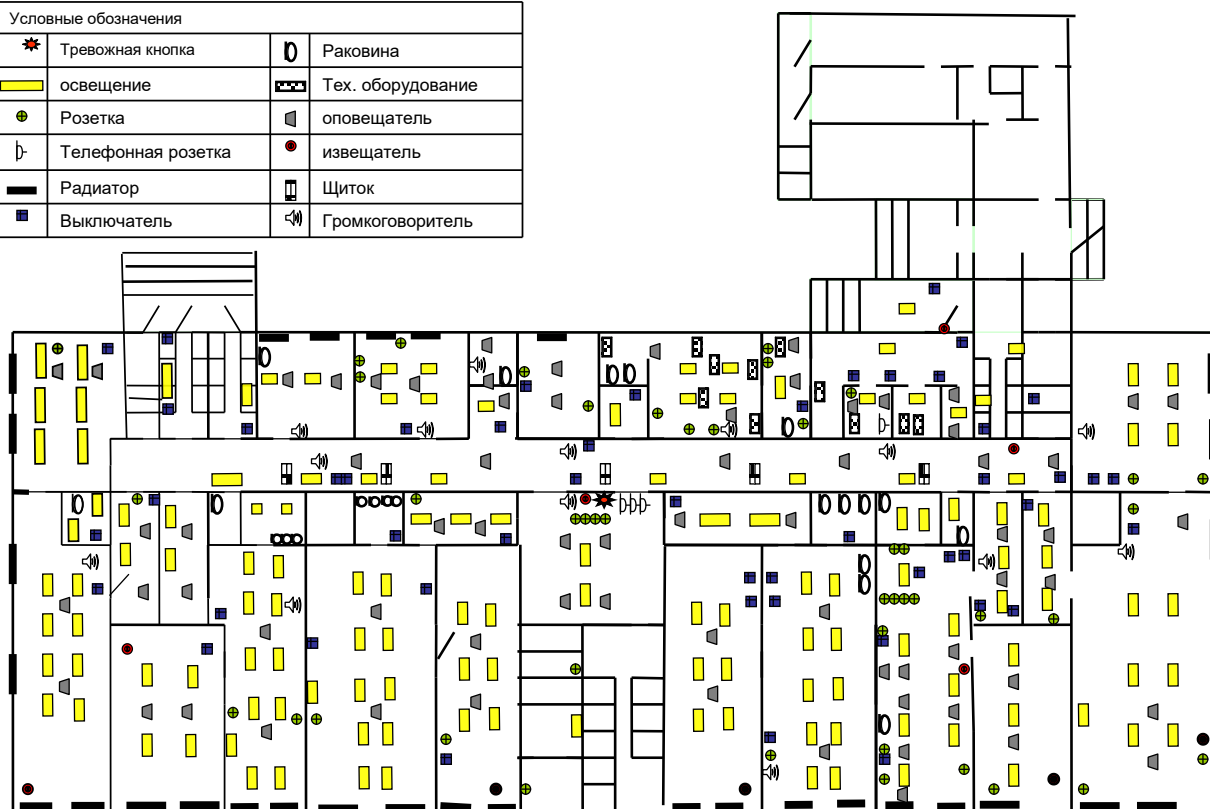 Условные обозначения
Тревожная кнопка
Раковина
освещение
Тех. оборудование
Розетка
оповещатель
Телефонная розетка
извещатель
Радиатор
Щиток
Выключатель
Громкоговоритель